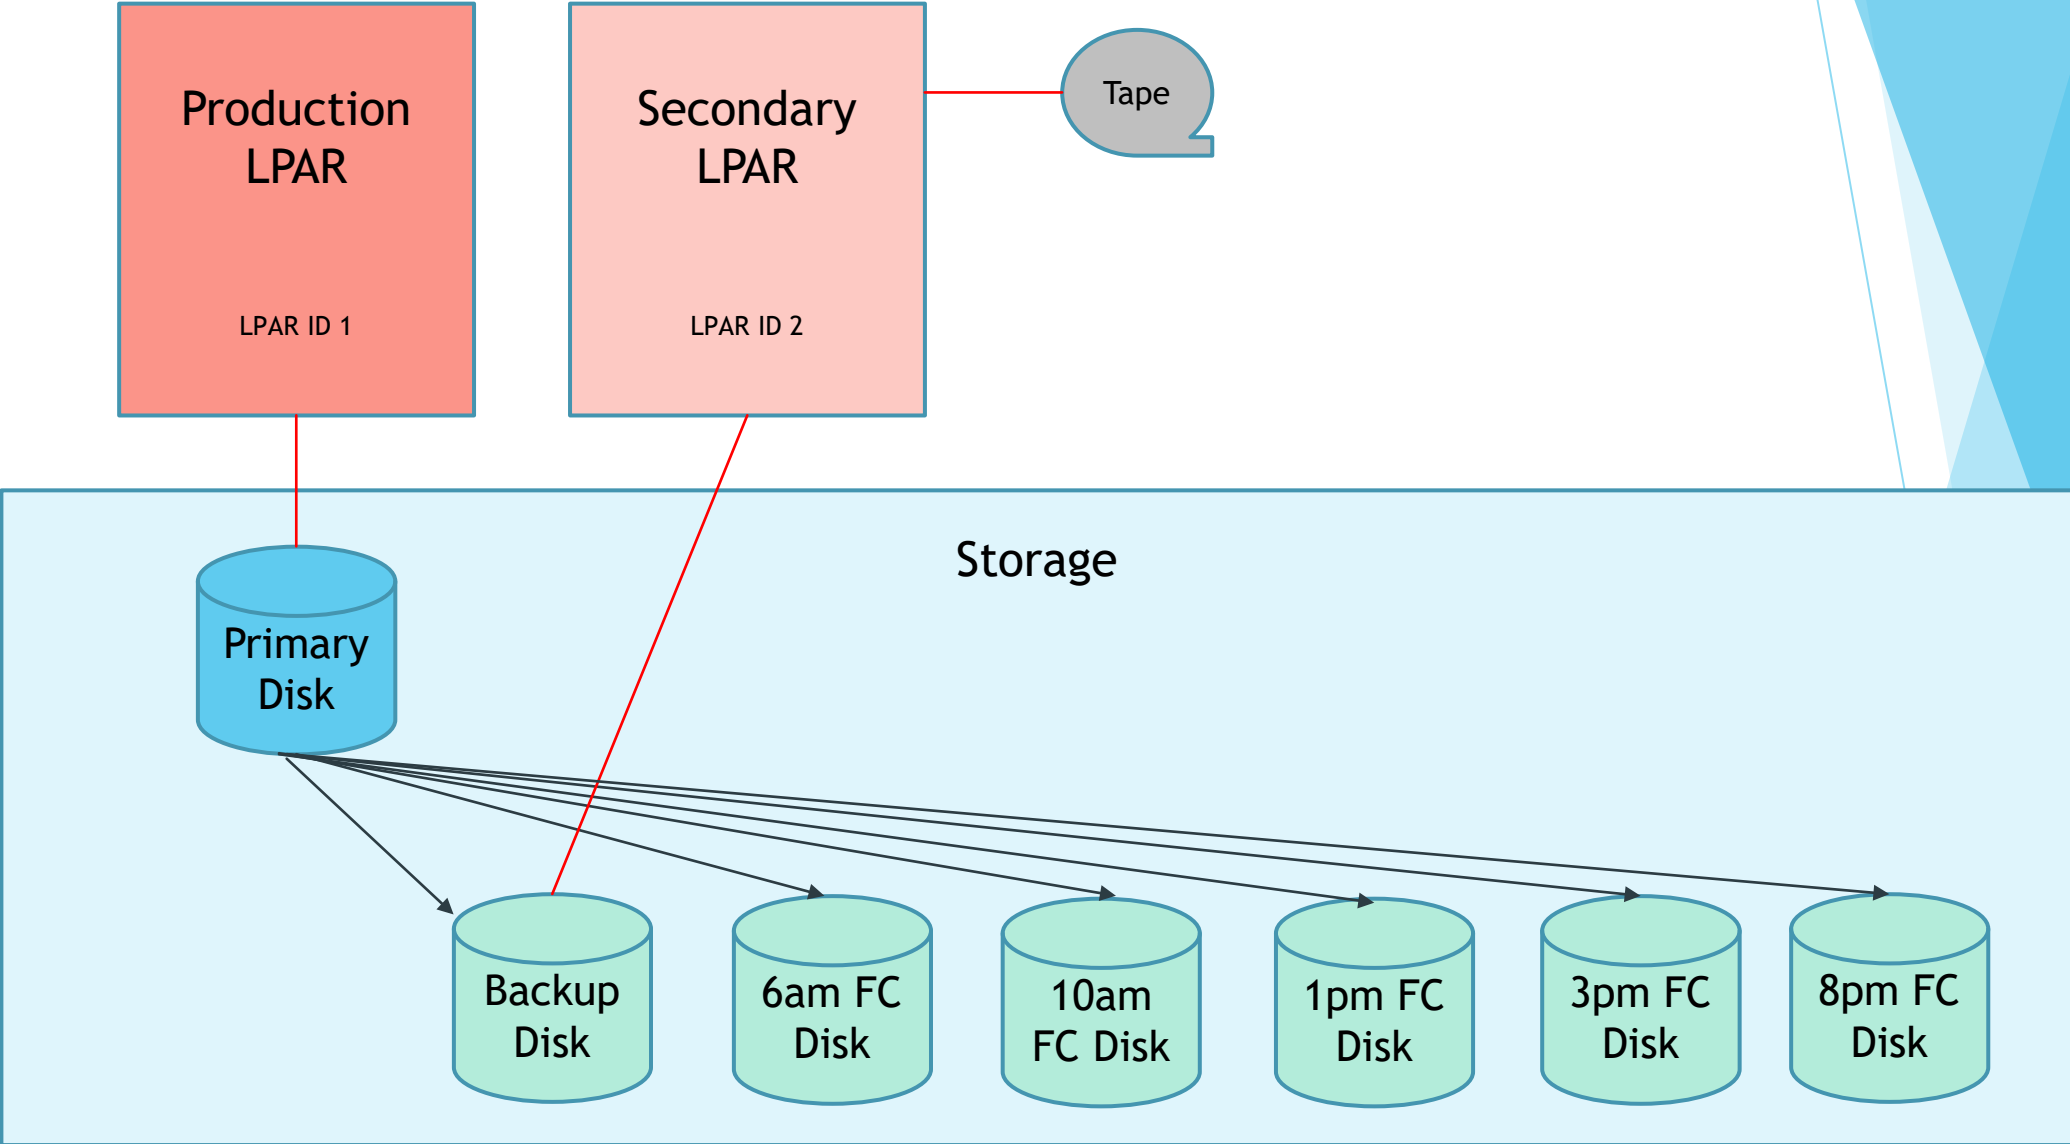 Production
LPAR
LPAR ID 1
Secondary
LPAR
LPAR ID 2
Tape
Storage
Primary
Disk
Backup
Disk
6am FC
Disk
10am
FC Disk
1pm FC
Disk
3pm FC
Disk
8pm FC
Disk